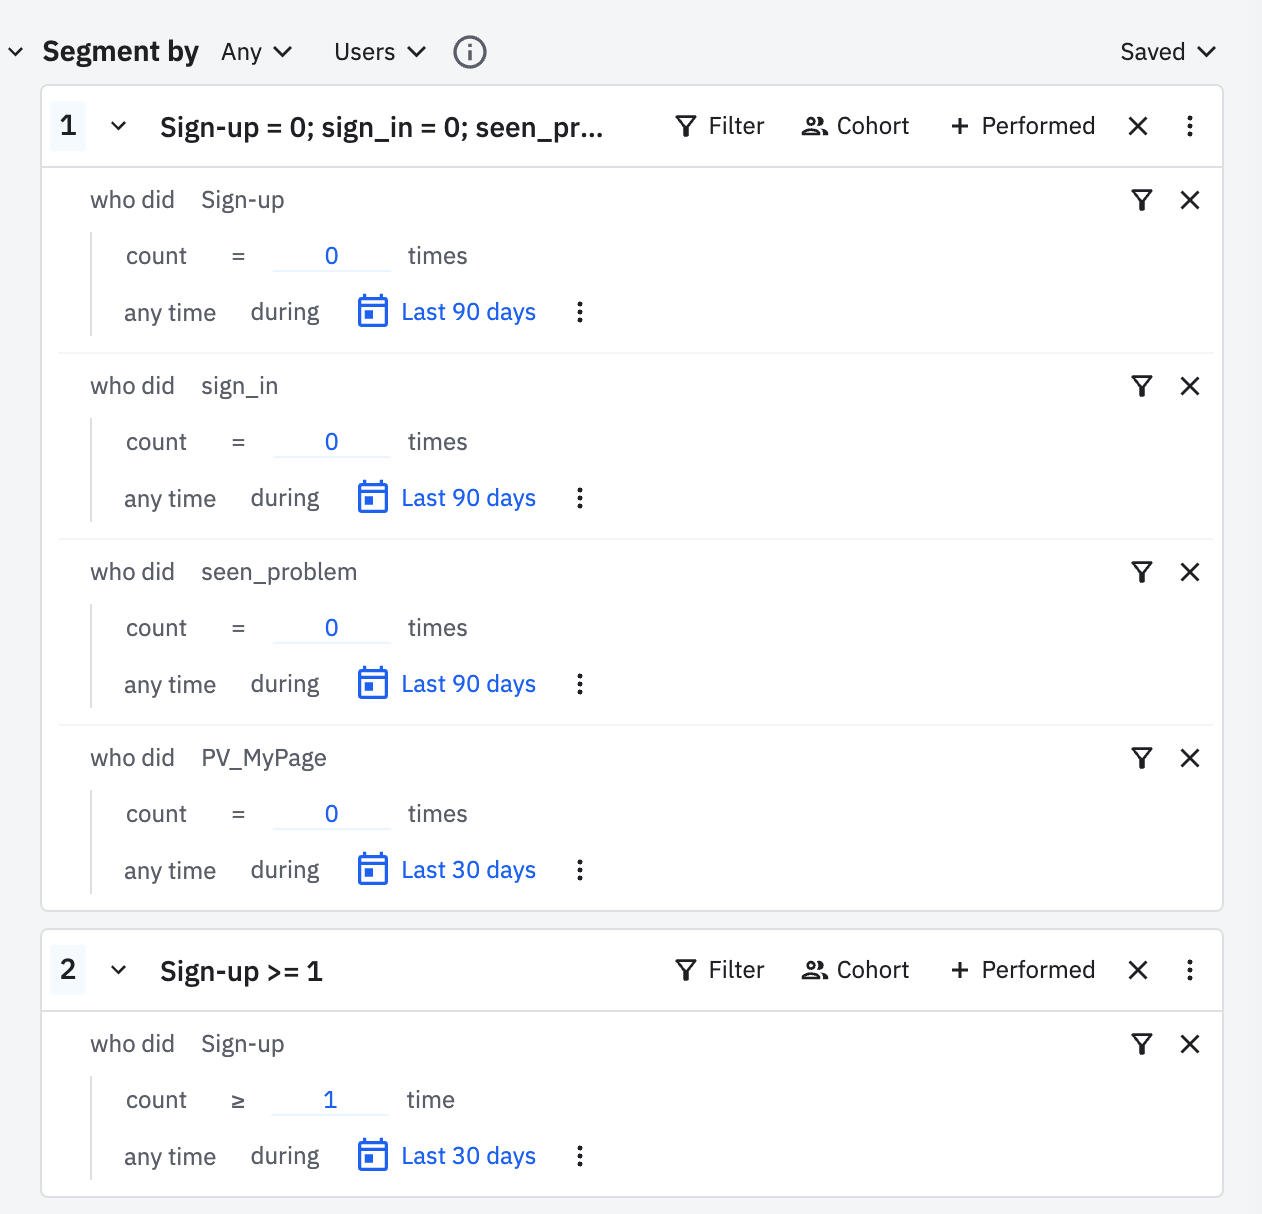 Segment by Any Users Saved
1 Sign-up = 0; sign_in = 0; seen_pr... Filter Cohort + Performed
who did Sign-up
count = 0 times
any time during Last 90 days
who did sign_in
count = 0 times
any time during Last 90 days
who did seen_problem
count = 0 times
any time during Last 90 days
who did PV_MyPage
count = 0 times
any time during Last 30 days
2 Sign-up >= 1 Filter Cohort + Performed
who did Sign-up
count ≥ 1 time
any time during Last 30 days